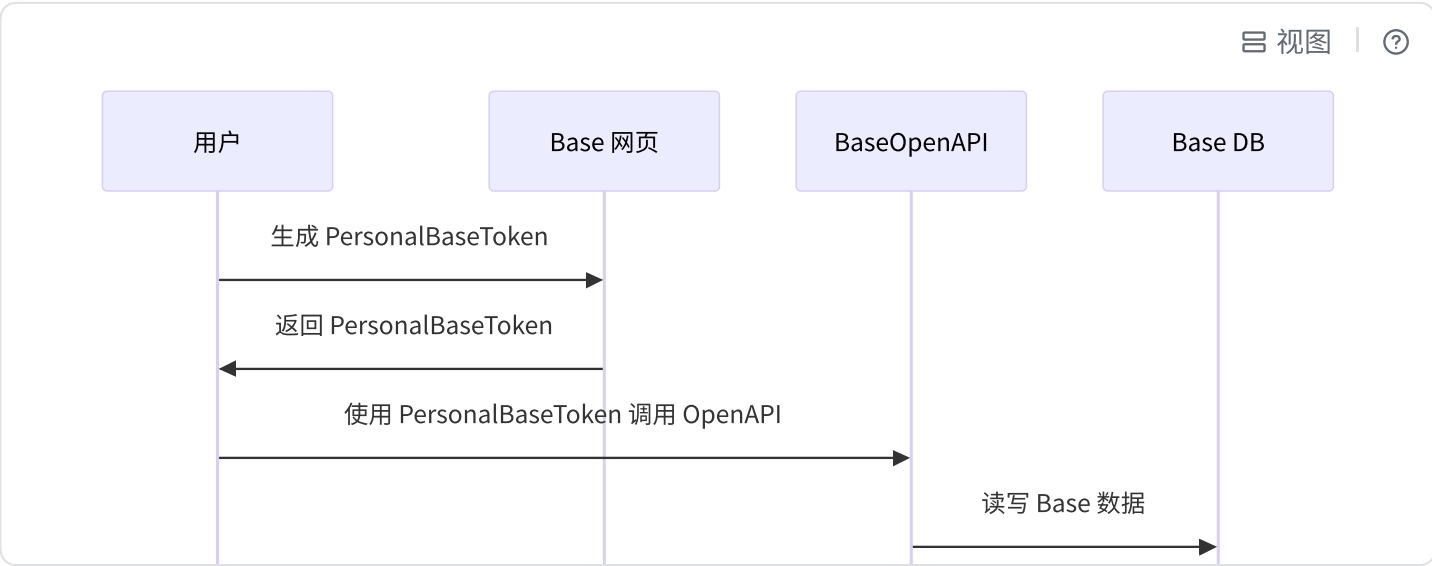 视图
用户
Base 网页
BaseOpenAPI
Base DB
生成 PersonalBaseToken
返回 PersonalBaseToken
使用 PersonalBaseToken 调用 OpenAPI
读写 Base 数据